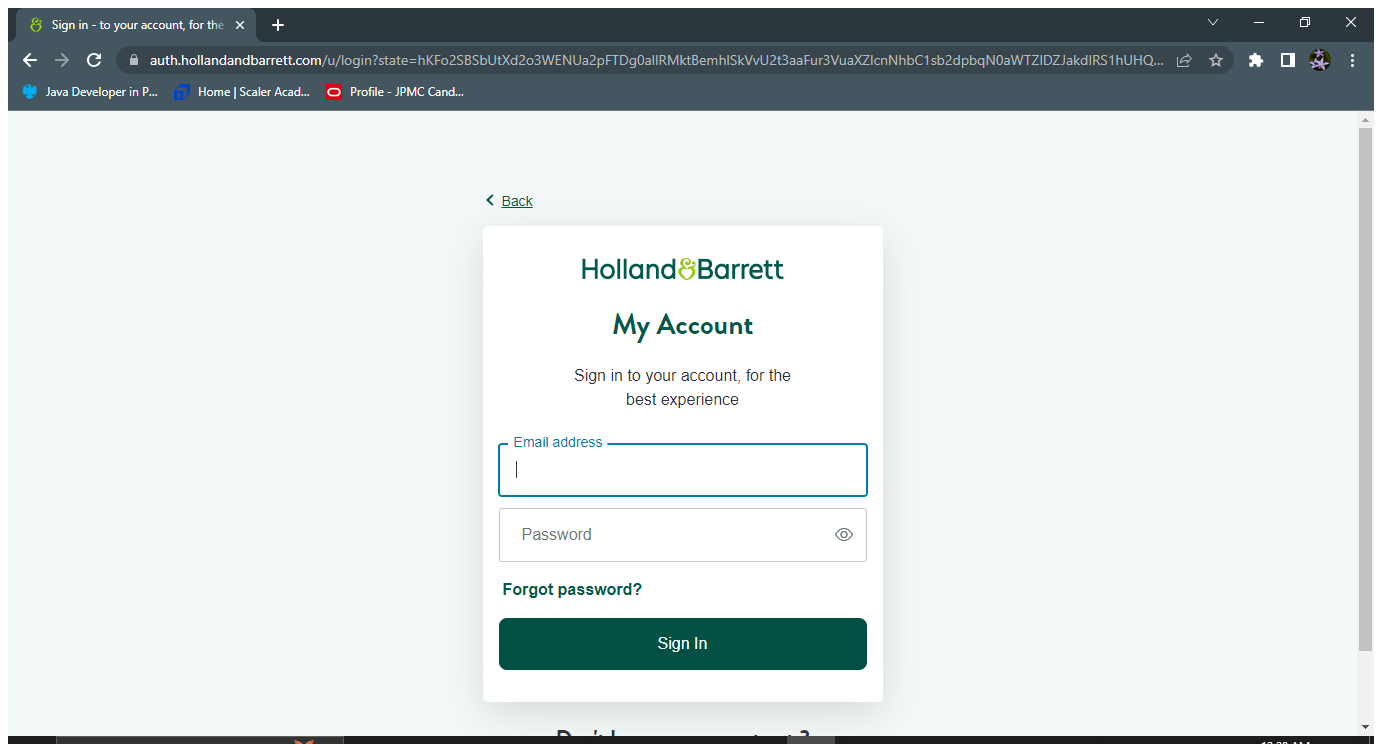 Sign in - to your account, for the
auth.hollandandbarrett.com/u/login?state=
Java Developer in P...
Home | Scaler Acad...
Profile - JPMC Cand...
Back
Holland&Barrett
My Account
Sign in to your account, for the
best experience
Email address
Password
Forgot password?
Sign In